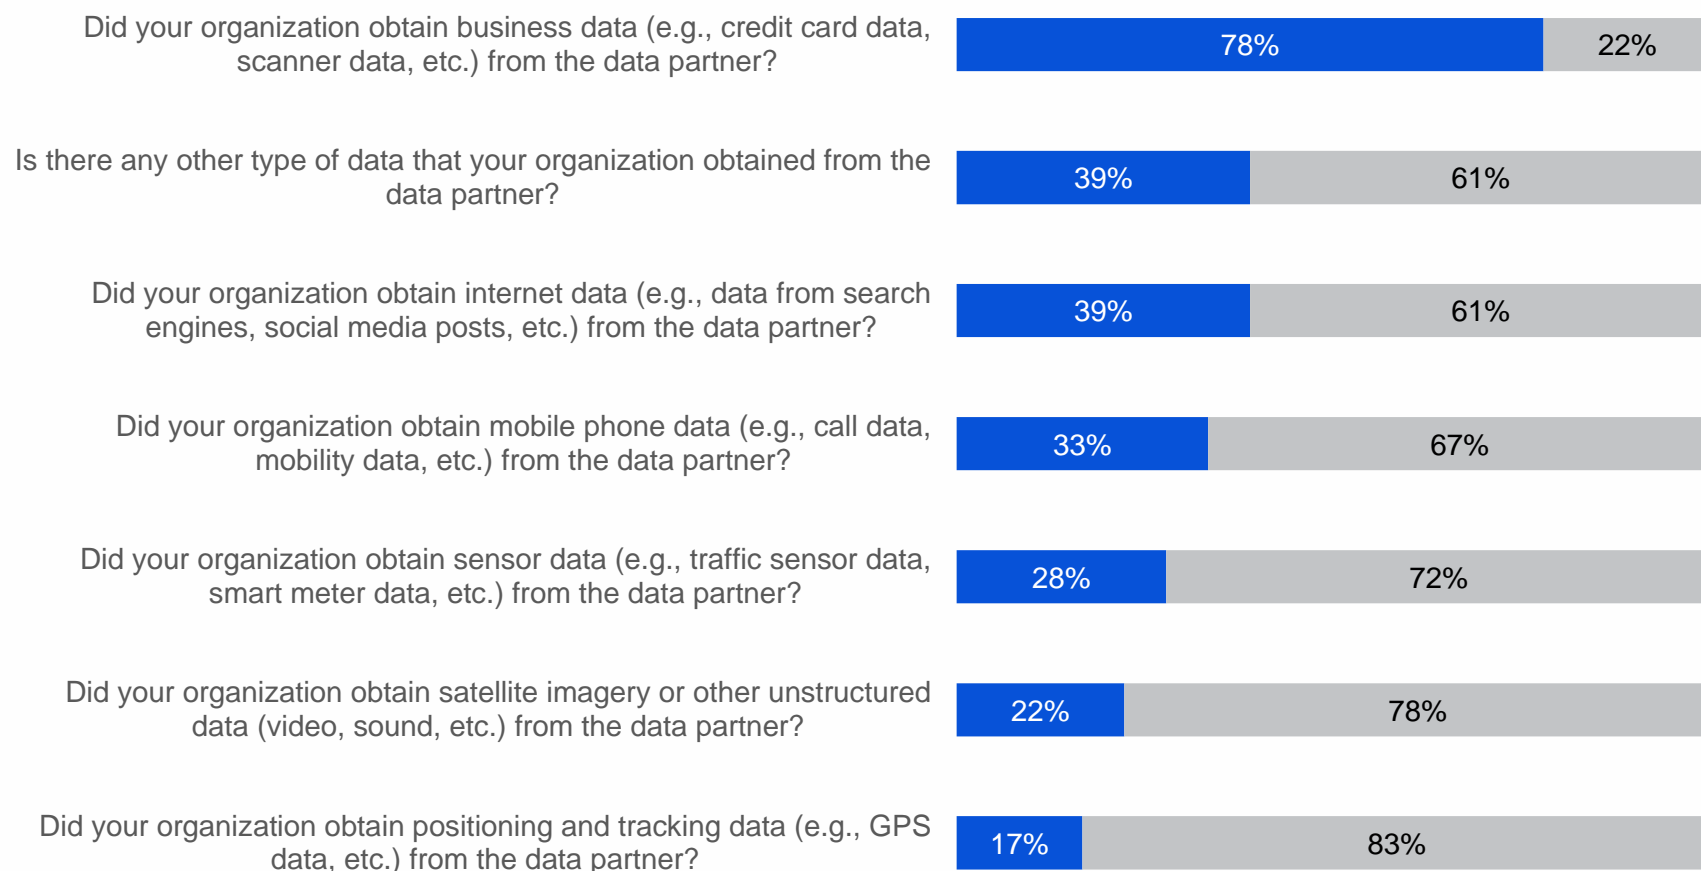 Did your organization obtain business data (e.g., credit card data,
scanner data, etc.) from the data partner?
78%
22%
Is there any other type of data that your organization obtained from the
data partner?
39%
61%
Did your organization obtain internet data (e.g., data from search
engines, social media posts, etc.) from the data partner?
39%
61%
Did your organization obtain mobile phone data (e.g., call data,
mobility data, etc.) from the data partner?
33%
67%
Did your organization obtain sensor data (e.g., traffic sensor data,
smart meter data, etc.) from the data partner?
28%
72%
Did your organization obtain satellite imagery or other unstructured
data (video, sound, etc.) from the data partner?
22%
78%
Did your organization obtain positioning and tracking data (e.g., GPS
data, etc.) from the data partner?
17%
83%